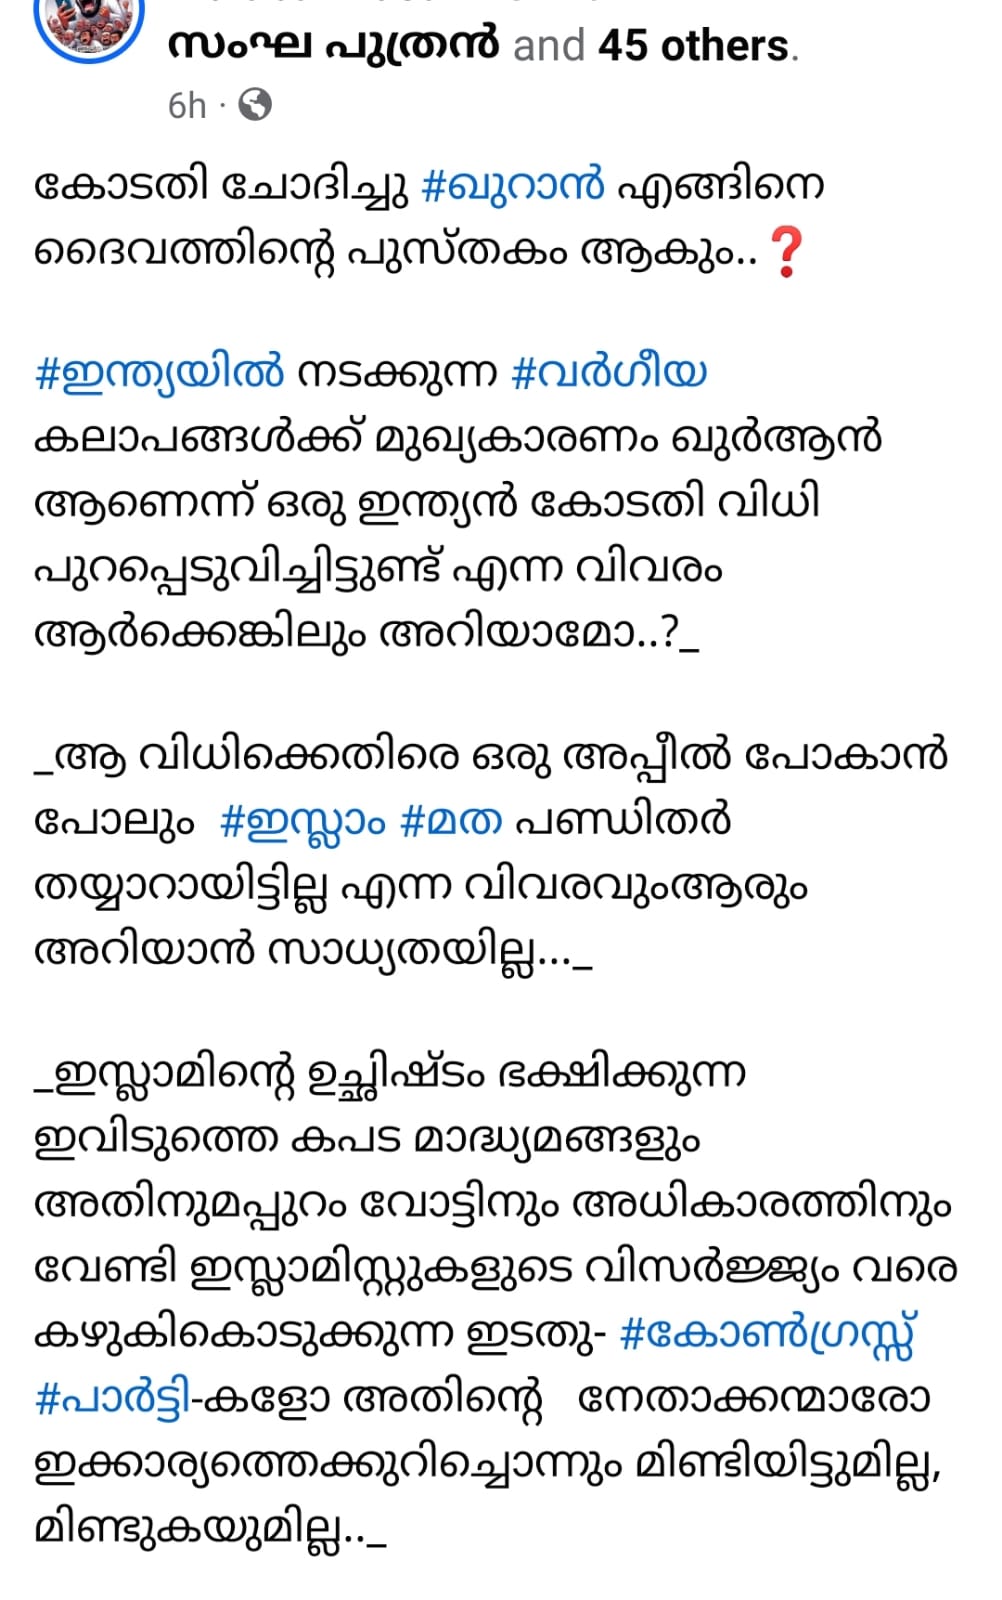 സംഘ പുത്രൻ and 45 others.
6h ·
കോടതി ചോദിച്ചു #ഖുറാൻ എങ്ങിനെ
ദൈവത്തിന്റെ പുസ്തകം ആകും..❓
#ഇന്ത്യയിൽ നടക്കുന്ന #വർഗീയ
കലാപങ്ങൾക്ക് മുഖ്യകാരണം ഖുർആൻ
ആണെന്ന് ഒരു ഇന്ത്യൻ കോടതി വിധി
പുറപ്പെടുവിച്ചിട്ടുണ്ട് എന്ന വിവരം
ആർക്കെങ്കിലും അറിയാമോ..?_
_ആ വിധിക്കെതിരെ ഒരു അപ്പീൽ പോകാൻ
പോലും #ഇസ്ലാം #മത പണ്ഡിതർ
തയ്യാറായിട്ടില്ല എന്ന വിവരവുംആരും
അറിയാൻ സാധ്യതയില്ല..._
_ഇസ്ലാമിന്റെ ഉച്ഛിഷ്ടം ഭക്ഷിക്കുന്ന
ഇവിടുത്തെ കപട മാദ്ധ്യമങ്ങളും
അതിനുമപ്പുറം വോട്ടിനും അധികാരത്തിനും
വേണ്ടി ഇസ്ലാമിസ്റ്റുകളുടെ വിസർജ്ജ്യം വരെ
കഴുകികൊടുക്കുന്ന ഇടതു- #കോൺഗ്രസ്സ്
#പാർട്ടി-കളോ അതിന്റെ നേതാക്കന്മാരോ
ഇക്കാര്യത്തെക്കുറിച്ചൊന്നും മിണ്ടിയിട്ടുമില്ല,
മിണ്ടുകയുമില്ല.._